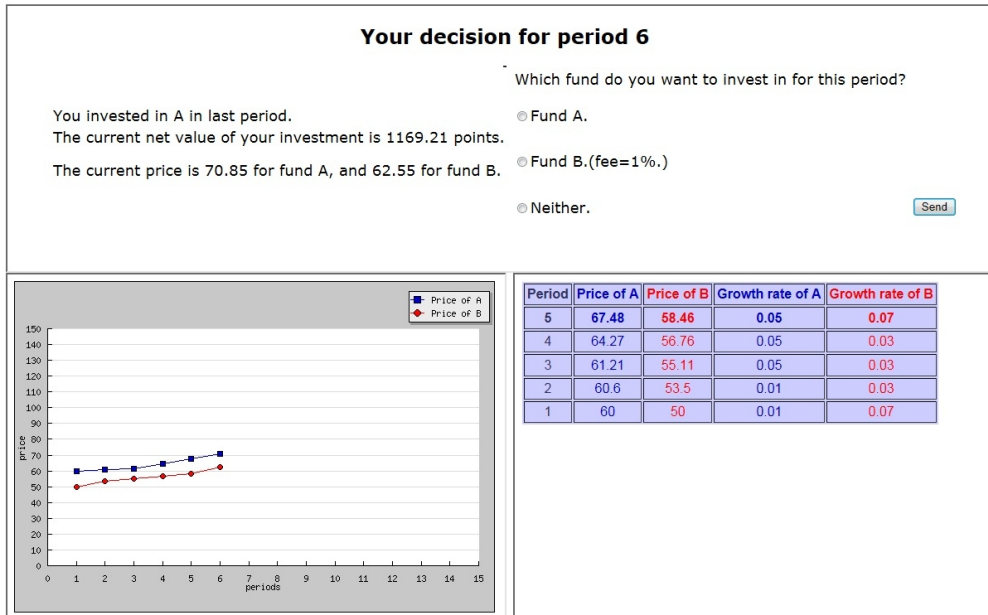 Your decision for period 6
-
Which fund do you want to invest in for this period?
You invested in A in last period.
The current net value of your investment is 1169.21 points.
The current price is 70.85 for fund A, and 62.55 for fund B.
Fund A.
Fund B.(fee=1%.)
Neither.
Send
Price of A
Price of B
150
140
130
120
110
100
90
80
70
60
50
40
30
20
10
0
price
0 1 2 3 4 5 6 7 8 9 10 11 12 13 14 15
periods
Period Price of A Price of B Growth rate of A Growth rate of B
5 67.48 58.46 0.05 0.07
4 64.27 56.76 0.05 0.03
3 61.21 55.11 0.05 0.03
2 60.6 53.5 0.01 0.03
1 60 50 0.01 0.07